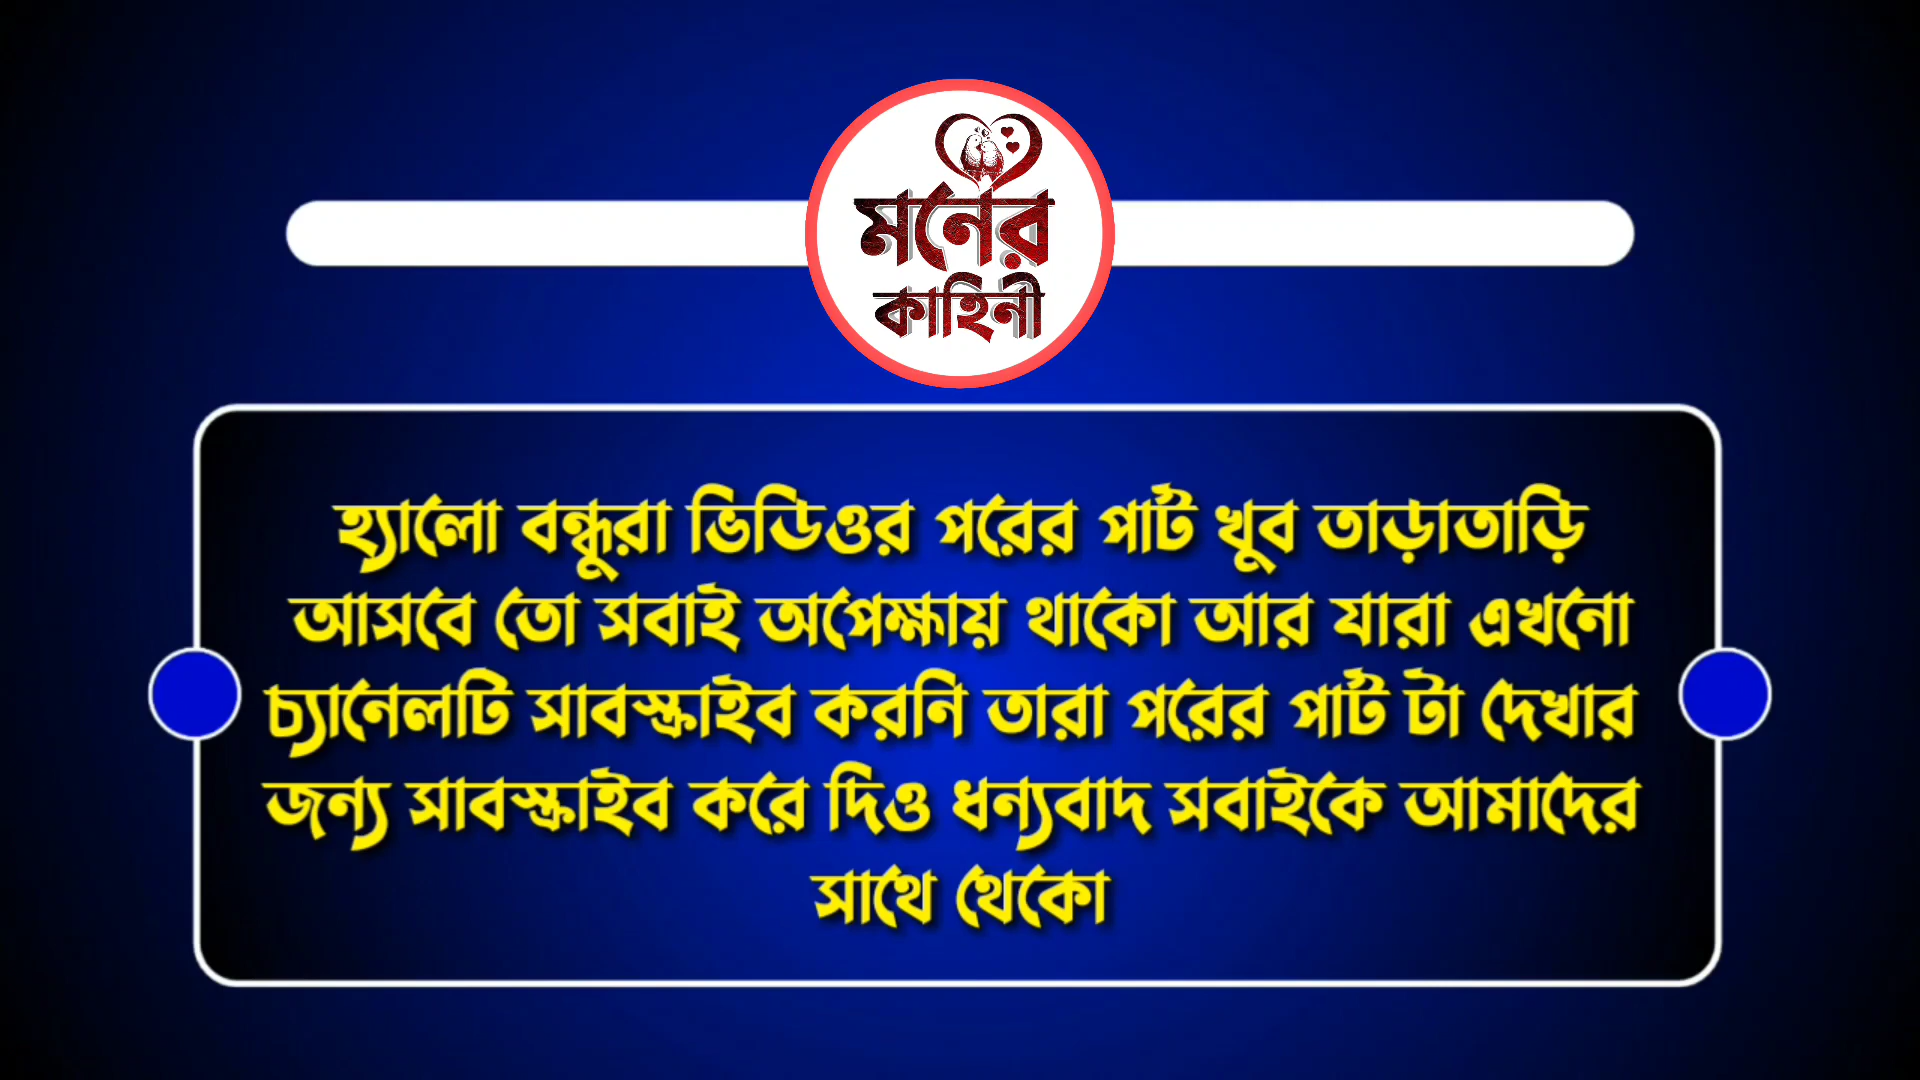 মনের
কাহিনী
হ্যালো বন্ধুরা ভিডিওর পরের পার্ট খুব তাড়াতাড়ি
আসবে তো সবাই অপেক্ষায় থাকো আর যারা এখনো
চ্যানেলটি সাবস্ক্রাইব করনি তারা পরের পার্ট টা দেখার
জন্য সাবস্ক্রাইব করে দিও ধন্যবাদ সবাইকে আমাদের
সাথে থেকো